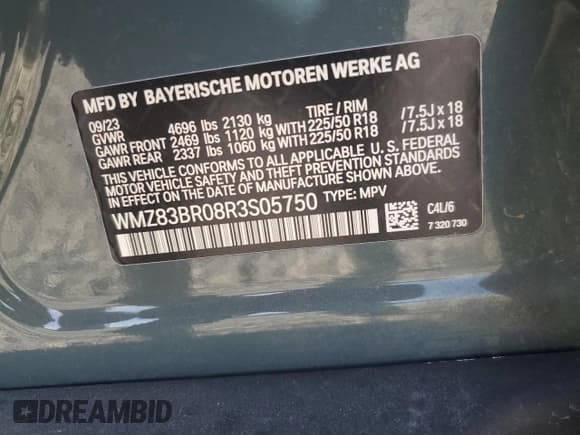 MFD BY BAYERISCHE MOTOREN WERKE AG
09/23 TIRE / RIM
GVWR 4696 lbs 2130 kg
GAWR FRONT 2469 lbs 1120 kg WITH 225/50 R18 /7.5J x 18
GAWR REAR 2337 lbs 1060 kg WITH 225/50 R18 /7.5J x 18
THIS VEHICLE CONFORMS TO ALL APPLICABLE U. S. FEDERAL
MOTOR VEHICLE SAFETY AND THEFT PREVENTION STANDARDS
IN EFFECT ON THE DATE OF MANUFACTURE SHOWN ABOVE.
WMZ83BR08R3S05750 TYPE: MPV
C4L/6
7 320 730
DREAMBID